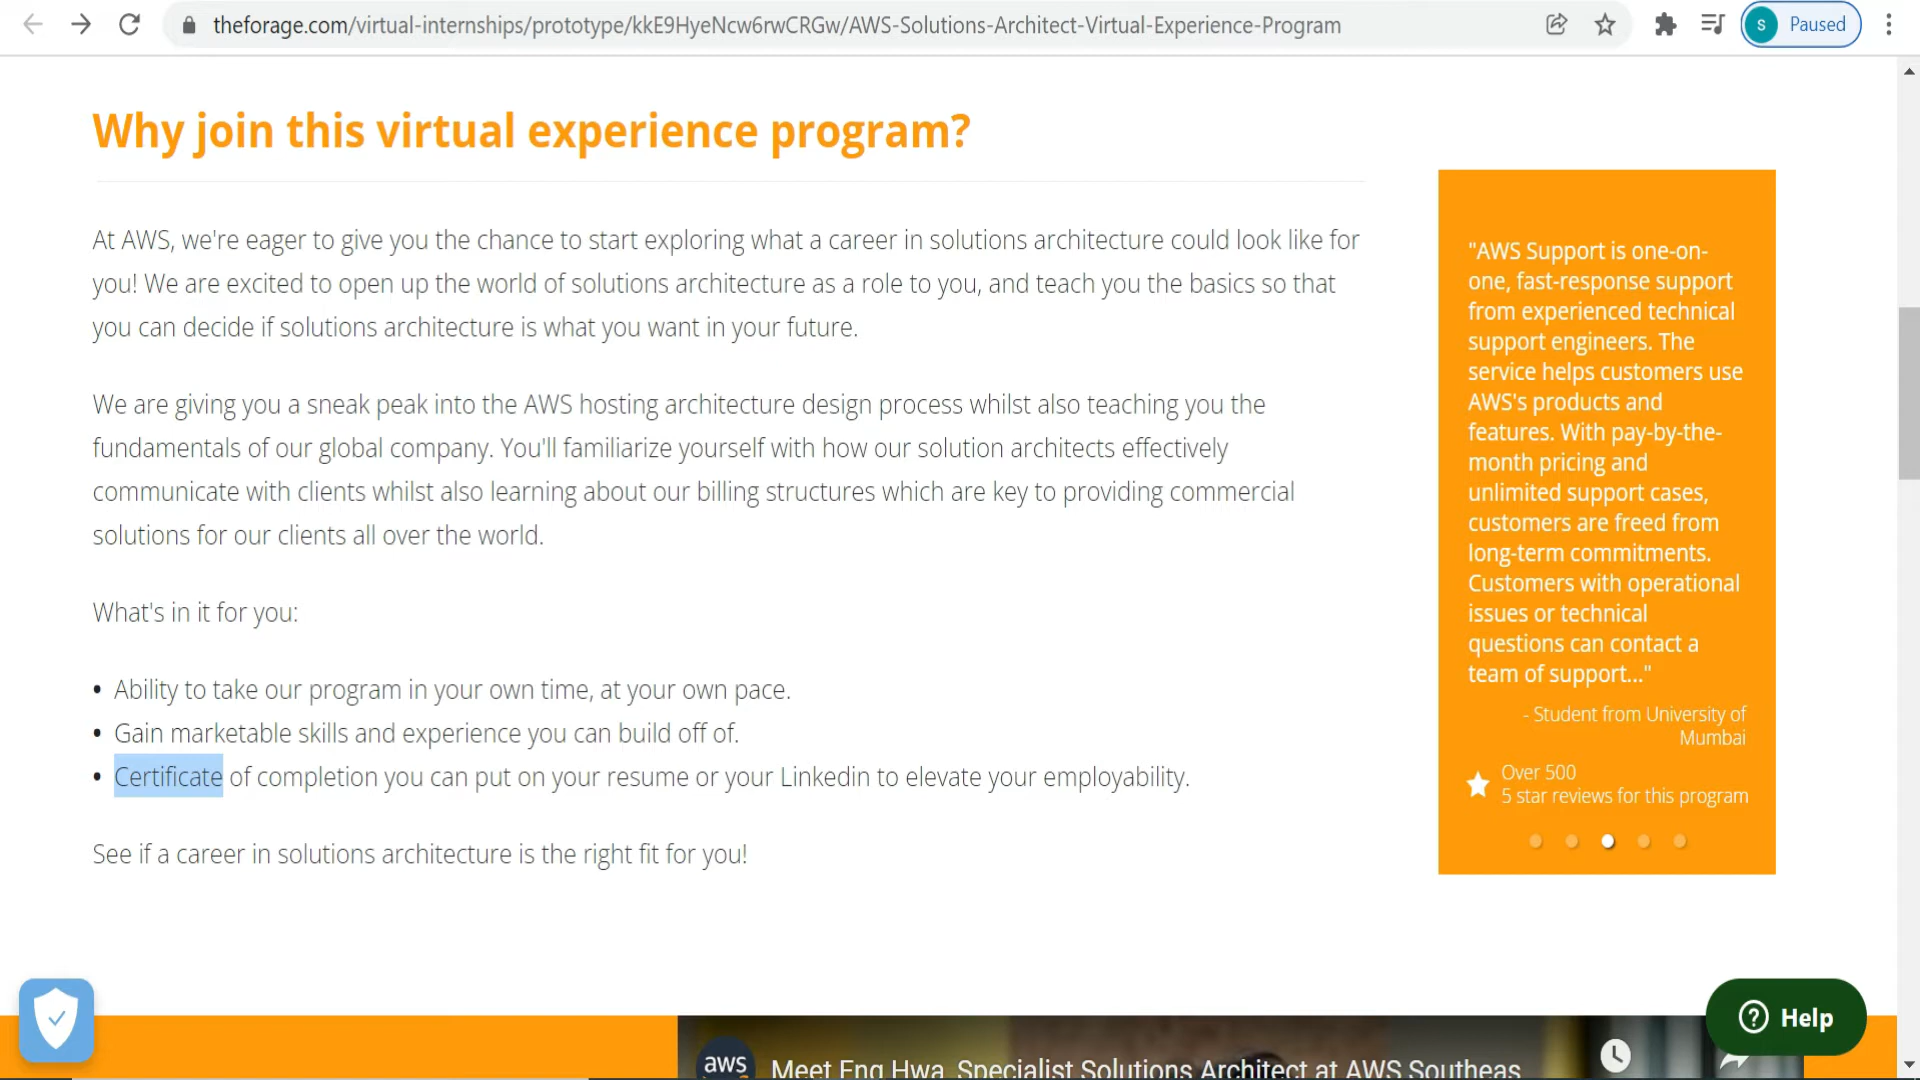 theforage.com/virtual-internships/prototype/kkE9HyeNcw6rwCRGw/AWS-Solutions-Architect-Virtual-Experience-Program
s
Paused
Why join this virtual experience program?
At AWS, we're eager to give you the chance to start exploring what a career in solutions architecture could look like for
you! We are excited to open up the world of solutions architecture as a role to you, and teach you the basics so that
you can decide if solutions architecture is what you want in your future.
We are giving you a sneak peak into the AWS hosting architecture design process whilst also teaching you the
fundamentals of our global company. You'll familiarize yourself with how our solution architects effectively
communicate with clients whilst also learning about our billing structures which are key to providing commercial
solutions for our clients all over the world.
What's in it for you:
• Ability to take our program in your own time, at your own pace.
• Gain marketable skills and experience you can build off of.
• Certificate of completion you can put on your resume or your Linkedin to elevate your employability.
See if a career in solutions architecture is the right fit for you!
"AWS Support is one-on-
one, fast-response support
from experienced technical
support engineers. The
service helps customers use
AWS's products and
features. With pay-by-the-
month pricing and
unlimited support cases,
customers are freed from
long-term commitments.
Customers with operational
issues or technical
questions can contact a
team of support..."
- Student from University of
Mumbai
Over 500
5 star reviews for this program
Help
aws
Meet Eng Hwa, Specialist Solutions Architect at AWS Southeas